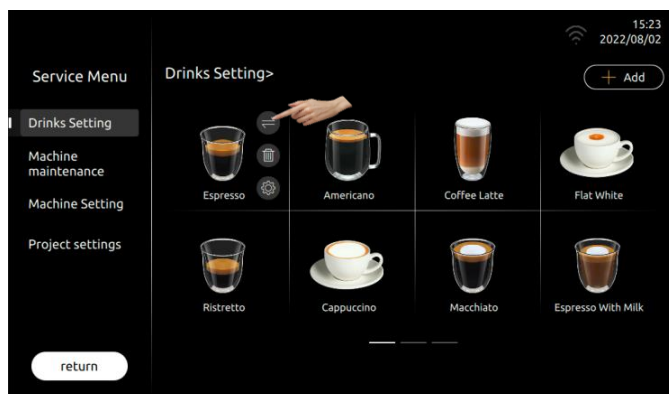 15:23
2022/08/02
Service Menu
Drinks Setting>
+ Add
Drinks Setting
Machine
maintenance
Machine Setting
Project settings
Espresso
Americano
Coffee Latte
Flat White
Ristretto
Cappuccino
Macchiato
Espresso With Milk
return